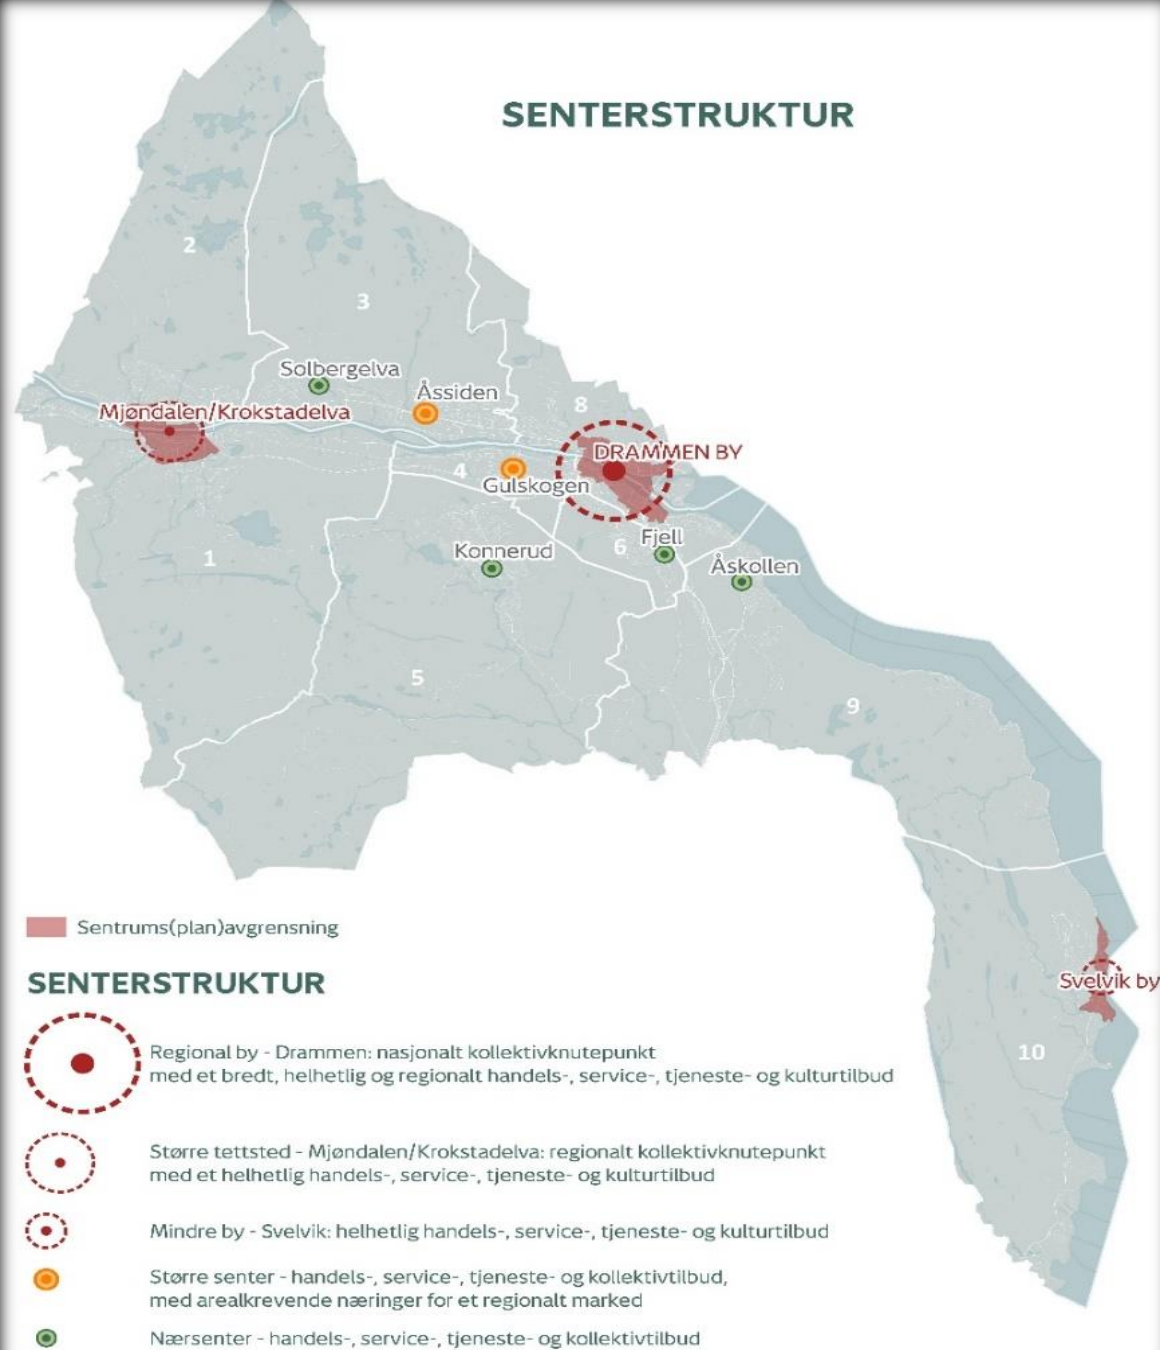 SENTERSTRUKTUR
2
3
Solbergelva
Åssiden
8
Mjøndalen/Krokstadelva
DRAMMEN BY
4
Gulskogen
Fjell
6
Konnerud
1
Åskollen
5
9
Sentrums(plan)avgrensning
SENTERSTRUKTUR
Svelvik by
10
Regional by - Drammen: nasjonalt kollektivknutepunkt
med et bredt, helhetlig og regionalt handels-, service-, tjeneste- og kulturtilbud
Større tettsted - Mjøndalen/Krokstadelva: regionalt kollektivknutepunkt
med et helhetlig handels-, service-, tjeneste- og kulturtilbud
Mindre by - Svelvik: helhetlig handels-, service-, tjeneste- og kulturtilbud
Større senter - handels-, service-, tjeneste- og kollektivtilbud,
med arealkrevende næringer for et regionalt marked
Nærsenter - handels-, service-, tjeneste- og kollektivtilbud